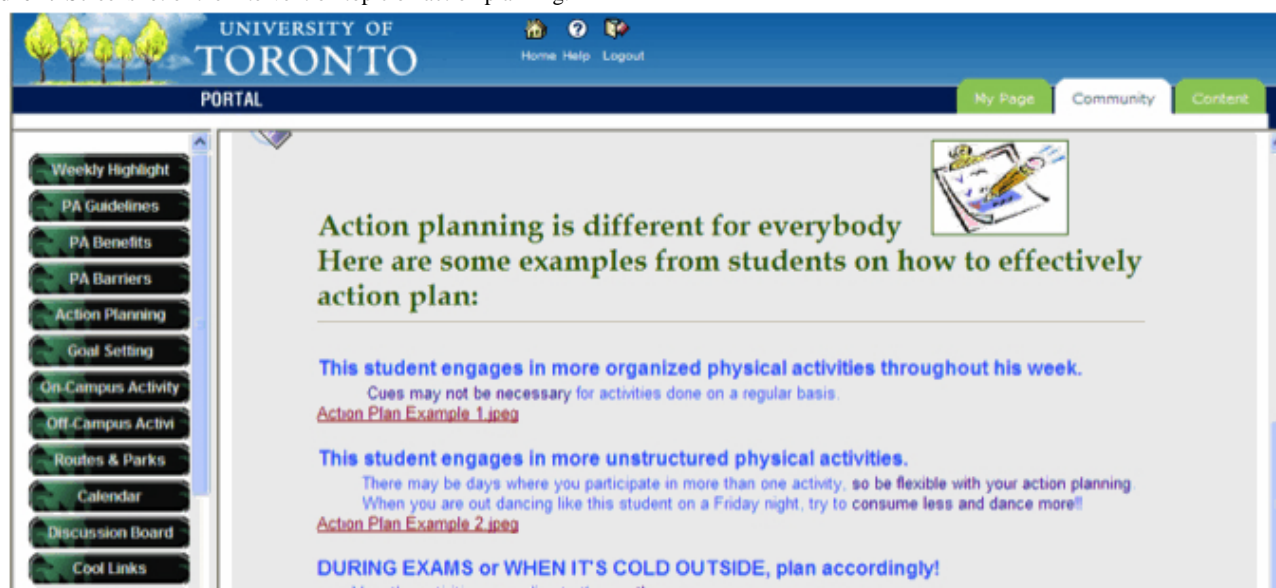 UNIVERSITY OF
TORONTO
Home Help Logout
PORTAL
My Page Community Content
Weekly Highlight
PA Guidelines
PA Benefits
PA Barriers
Action Planning
Goal Setting
On-Campus Activity
Off-Campus Activi
Routes & Parks
Calendar
Discussion Board
Cool Links
Action planning is different for everybody
Here are some examples from students on how to effectively
action plan:
This student engages in more organized physical activities throughout his week.
Cues may not be necessary for activities done on a regular basis.
Action Plan Example 1.jpeg
This student engages in more unstructured physical activities.
There may be days where you participate in more than one activity, so be flexible with your action planning.
When you are out dancing like this student on a Friday night, try to consume less and dance more!!
Action Plan Example 2.jpeg
DURING EXAMS or WHEN IT'S COLD OUTSIDE, plan accordingly!